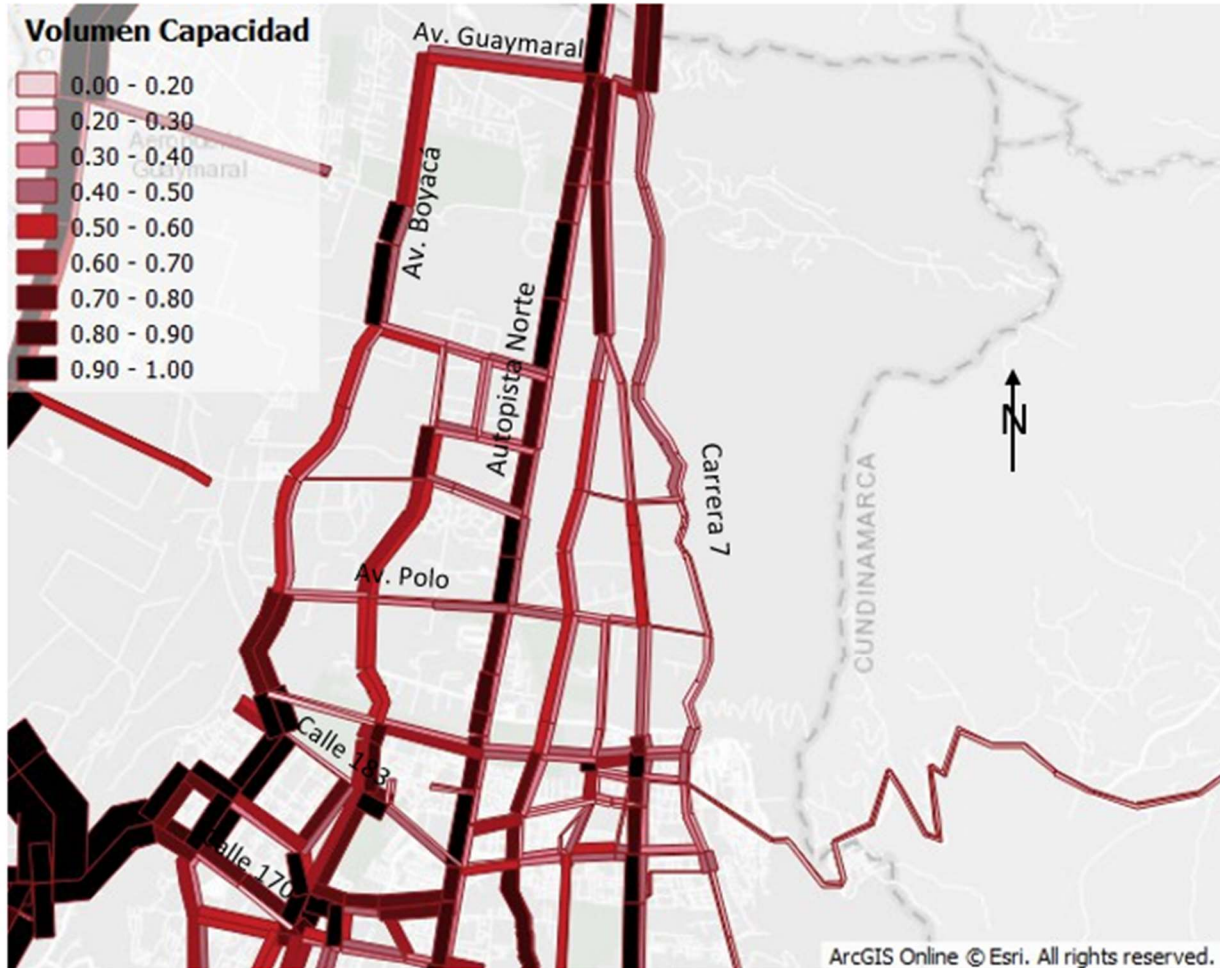 Volumen Capacidad
0.00 - 0.20
0.20 - 0.30
0.30 - 0.40
0.40 - 0.50
0.50 - 0.60
0.60 - 0.70
0.70 - 0.80
0.80 - 0.90
0.90 - 1.00
Guaymaral
Av. Guaymaral
Av. Boyacá
Autopista Norte
Carrera 7
N
CUNDINAMARCA
Av. Polo
Calle 183
Calle 170
ArcGIS Online © Esri. All rights reserved.